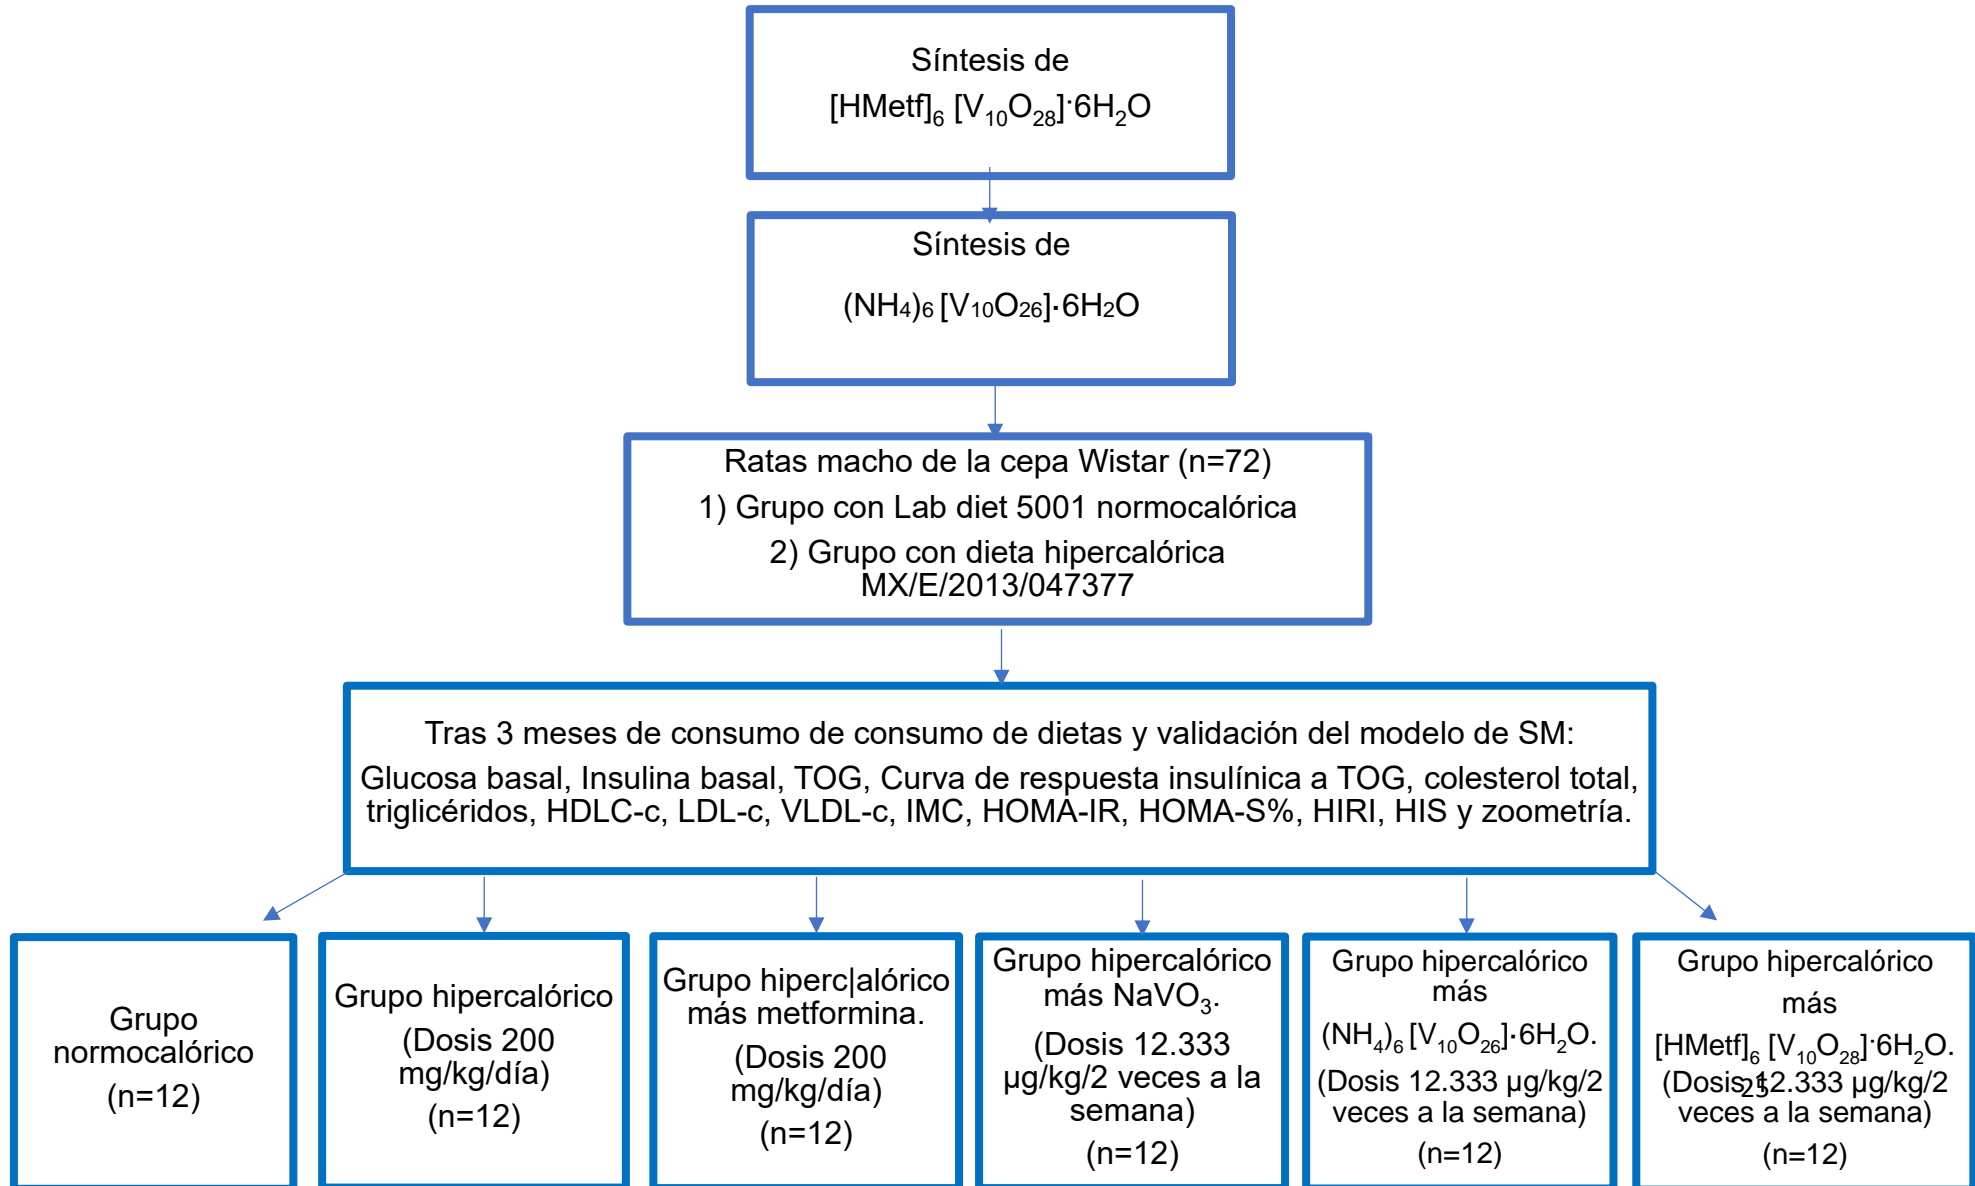 Síntesis de
[HMetf]₆ [V₁₀O₂₈]·6H₂O
Síntesis de
(NH₄)₆ [V₁₀O₂₆]·6H₂O
Ratas macho de la cepa Wistar (n=72)
1) Grupo con Lab diet 5001 normocalórica
2) Grupo con dieta hipercalórica
MX/E/2013/047377
Tras 3 meses de consumo de consumo de dietas y validación del modelo de SM:
Glucosa basal, Insulina basal, TOG, Curva de respuesta insulínica a TOG, colesterol total,
triglicéridos, HDLC-c, LDL-c, VLDL-c, IMC, HOMA-IR, HOMA-S%, HIRI, HIS y zoometría.
Grupo
normocalórico
(n=12)
Grupo hipercalórico
(Dosis 200
mg/kg/día)
(n=12)
Grupo hiperc|alórico
más metformina.
(Dosis 200
mg/kg/día)
(n=12)
Grupo hipercalórico
más NaVO₃.
(Dosis 12.333
µg/kg/2 veces a la
semana)
(n=12)
Grupo hipercalórico
más
(NH₄)₆ [V₁₀O₂₆]·6H₂O.
(Dosis 12.333 µg/kg/2
veces a la semana)
(n=12)
Grupo hipercalórico
más
[HMetf]₆ [V₁₀O₂₈]·6H₂O.
(Dosis 12.333 µg/kg/2
veces a la semana)
(n=12)
25